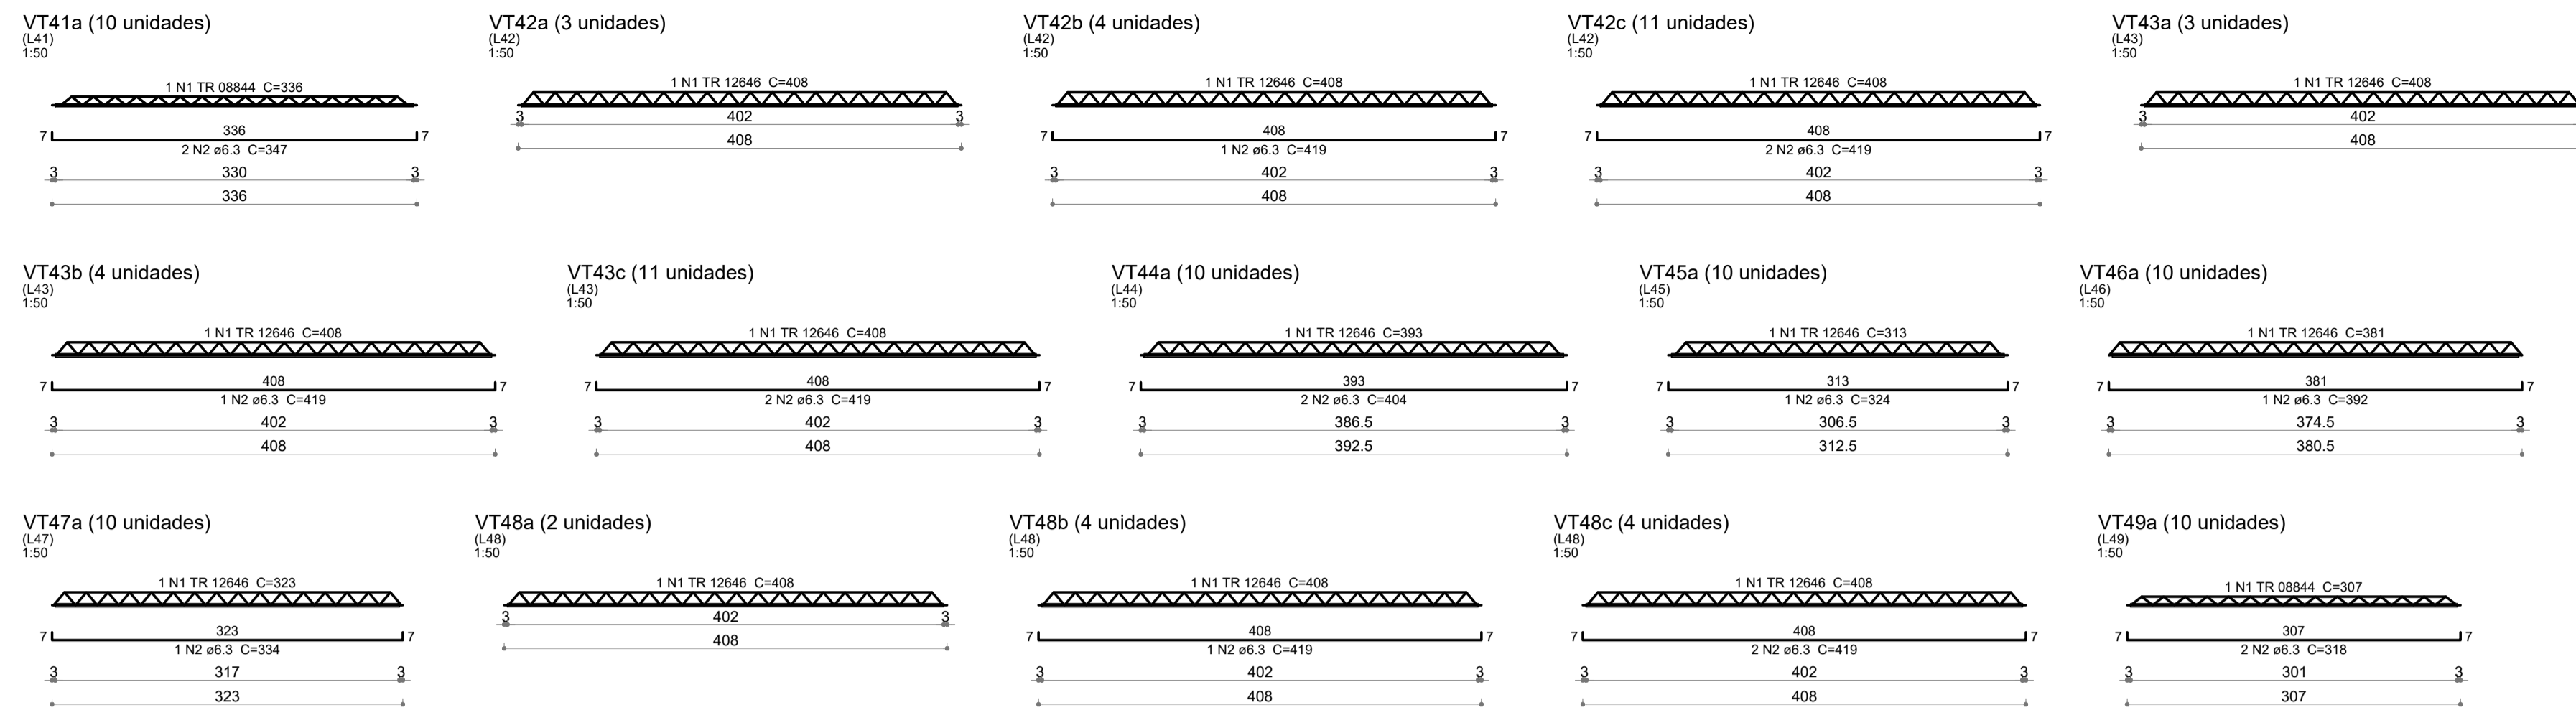 VT41a (10 unidades)
(L41)
1:50
1 N1 TR 08844 C=336
7 336 7
2 N2 ø6.3 C=347
3 330 3
336
VT42a (3 unidades)
(L42)
1:50
1 N1 TR 12646 C=408
3 402 3
408
VT42b (4 unidades)
(L42)
1:50
1 N1 TR 12646 C=408
7 408 7
1 N2 ø6.3 C=419
3 402 3
408
VT42c (11 unidades)
(L42)
1:50
1 N1 TR 12646 C=408
7 408 7
2 N2 ø6.3 C=419
3 402 3
408
VT43a (3 unidades)
(L43)
1:50
1 N1 TR 12646 C=408
3 402
408
VT43b (4 unidades)
(L43)
1:50
1 N1 TR 12646 C=408
7 408 7
1 N2 ø6.3 C=419
3 402 3
408
VT43c (11 unidades)
(L43)
1:50
1 N1 TR 12646 C=408
7 408 7
2 N2 ø6.3 C=419
3 402 3
408
VT44a (10 unidades)
(L44)
1:50
1 N1 TR 12646 C=393
7 393 7
2 N2 ø6.3 C=404
3 386.5 3
392.5
VT45a (10 unidades)
(L45)
1:50
1 N1 TR 12646 C=313
7 313 7
1 N2 ø6.3 C=324
3 306.5 3
312.5
VT46a (10 unidades)
(L46)
1:50
1 N1 TR 12646 C=381
7 381 7
1 N2 ø6.3 C=392
3 374.5 3
380.5
VT47a (10 unidades)
(L47)
1:50
1 N1 TR 12646 C=323
7 323 7
1 N2 ø6.3 C=334
3 317 3
323
VT48a (2 unidades)
(L48)
1:50
1 N1 TR 12646 C=408
3 402 3
408
VT48b (4 unidades)
(L48)
1:50
1 N1 TR 12646 C=408
7 408 7
1 N2 ø6.3 C=419
3 402 3
408
VT48c (4 unidades)
(L48)
1:50
1 N1 TR 12646 C=408
7 408 7
2 N2 ø6.3 C=419
3 402 3
408
VT49a (10 unidades)
(L49)
1:50
1 N1 TR 08844 C=307
7 307 7
2 N2 ø6.3 C=318
3 301 3
307